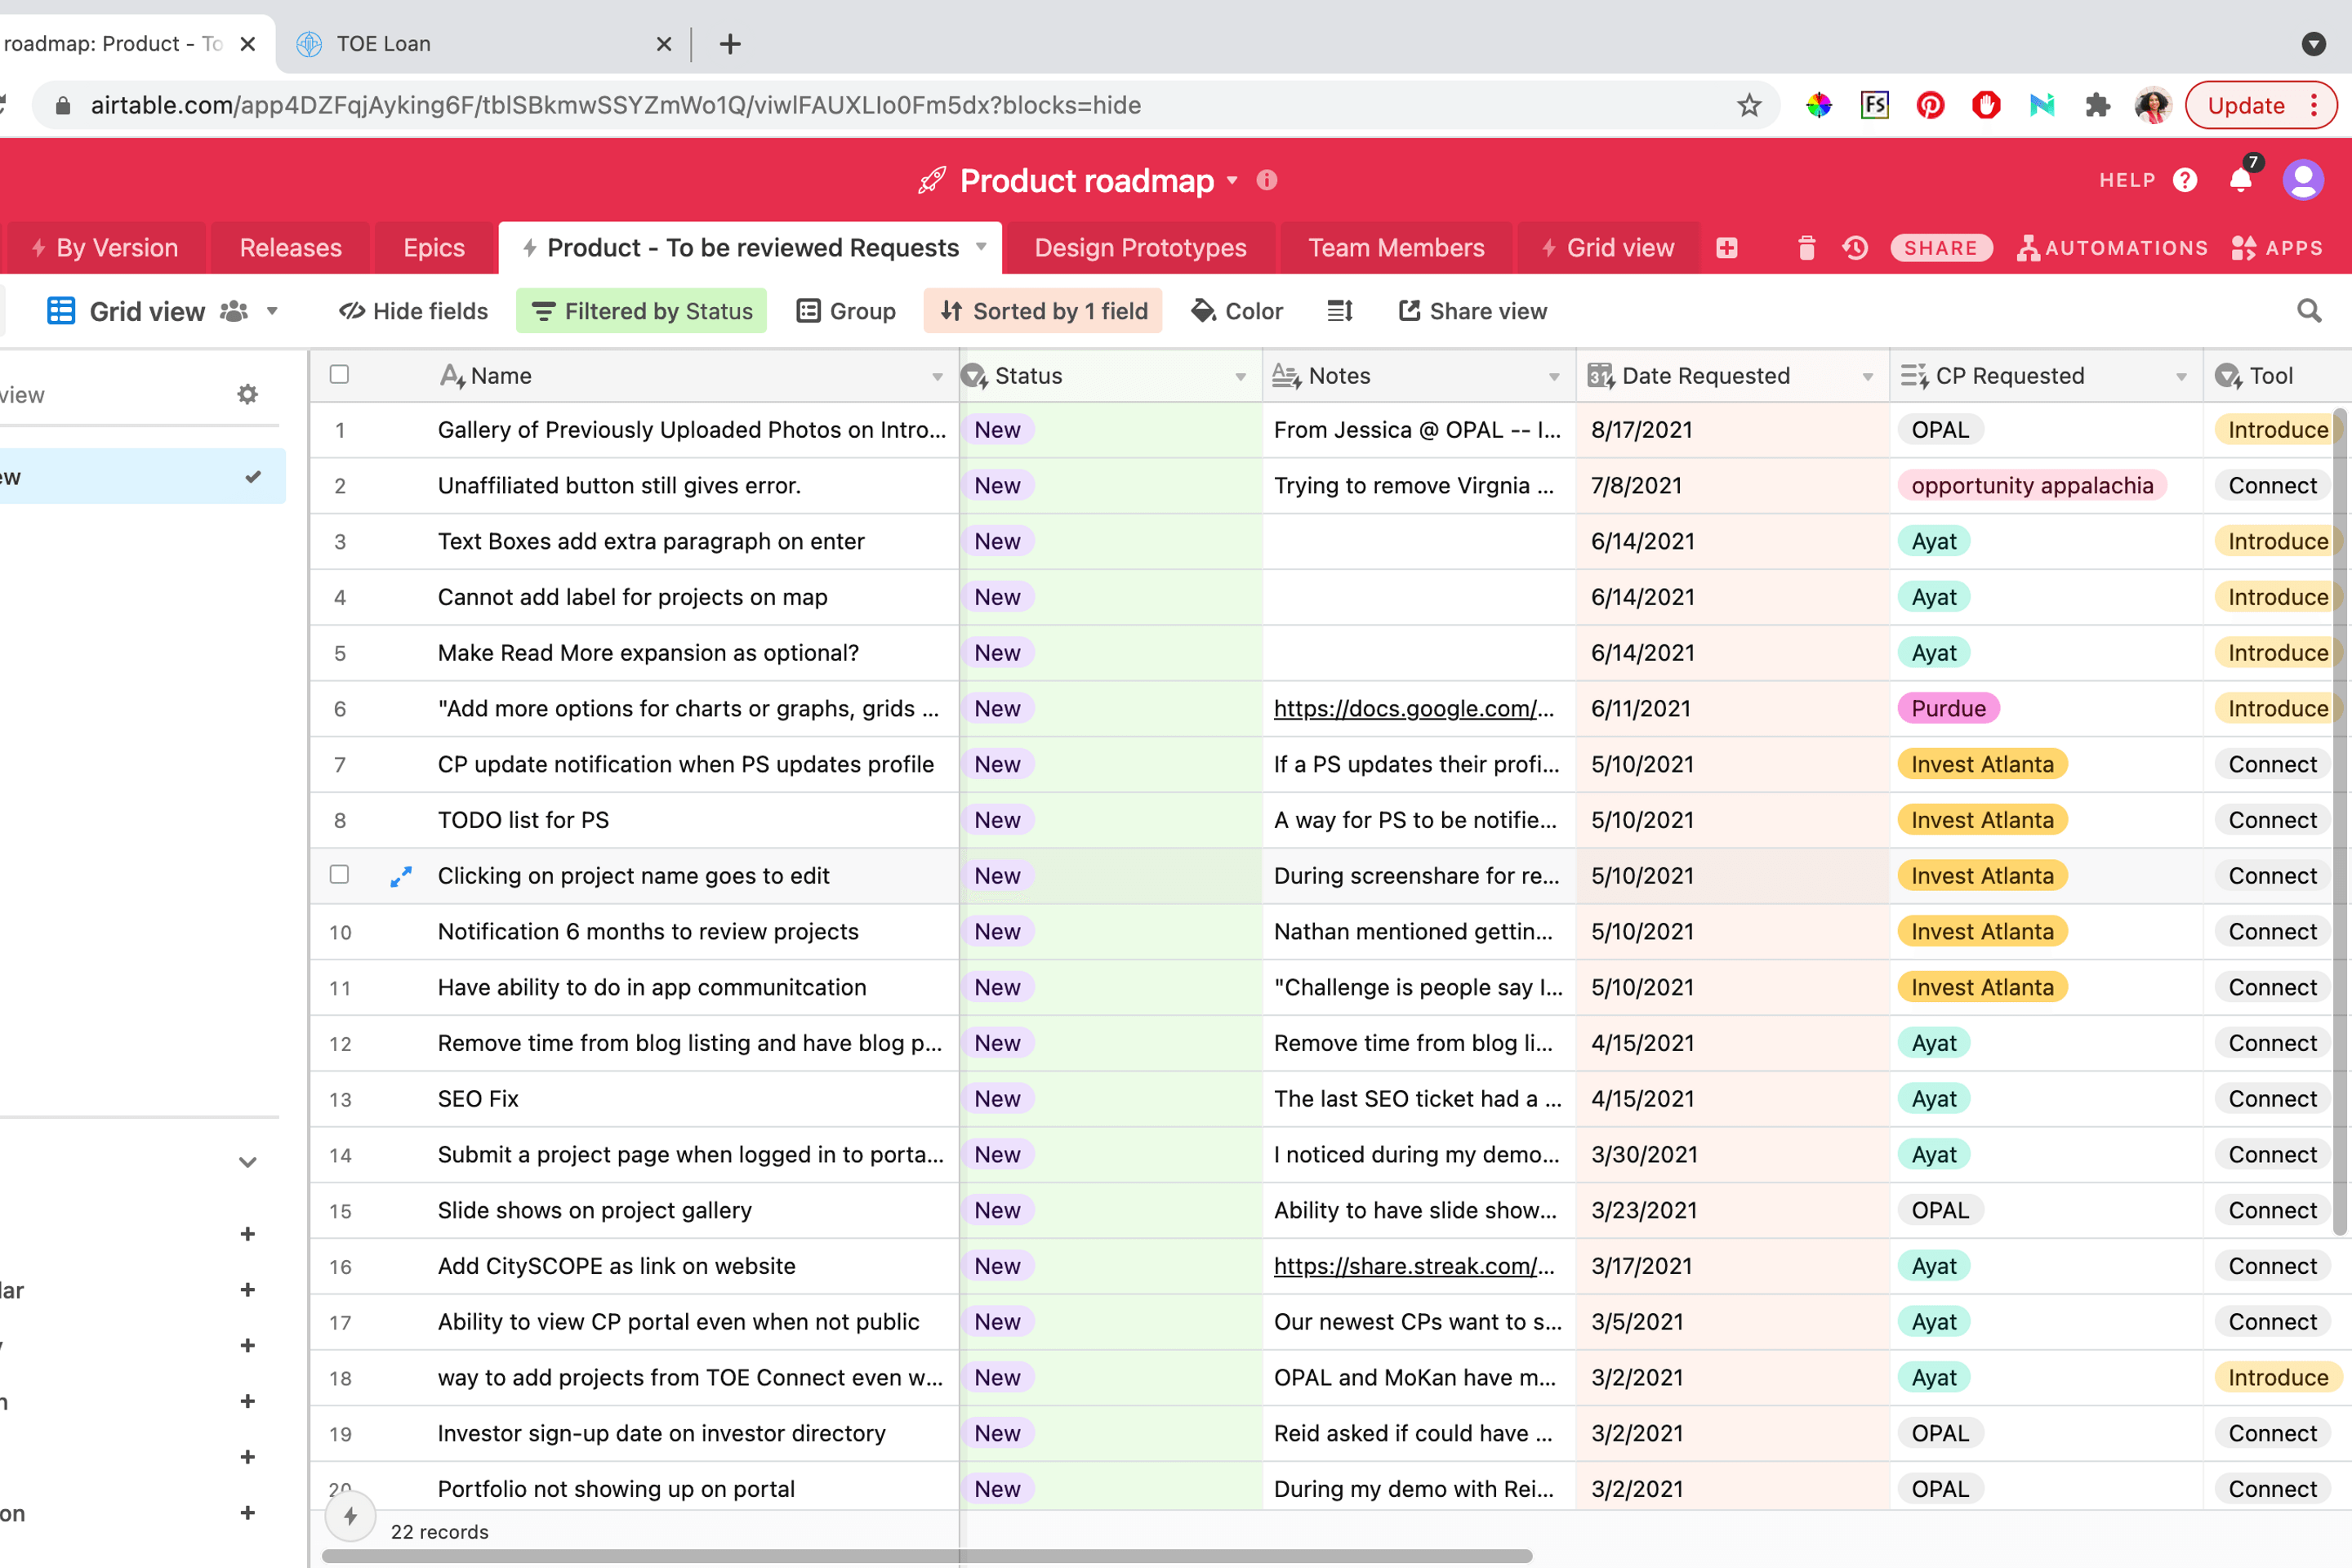 roadmap: Product - To
TOE Loan
airtable.com/app4DZFqjAyking6F/tblSBkmwSSYZmWo1Q/viwlFAUXLIo0Fm5dx?blocks=hide
FS
Update
Product roadmap
HELP
7
By Version
Releases
Epics
Product - To be reviewed Requests
Design Prototypes
Team Members
Grid view
SHARE
AUTOMATIONS
APPS
Grid view
Hide fields
Filtered by Status
Group
Sorted by 1 field
Color
Share view
view
ew
lar
y
n
on
Name Status Notes Date Requested CP Requested Tool
1 Gallery of Previously Uploaded Photos on Intro... New From Jessica @ OPAL -- I... 8/17/2021 OPAL Introduce
2 Unaffiliated button still gives error. New Trying to remove Virgnia ... 7/8/2021 opportunity appalachia Connect
3 Text Boxes add extra paragraph on enter New 6/14/2021 Ayat Introduce
4 Cannot add label for projects on map New 6/14/2021 Ayat Introduce
5 Make Read More expansion as optional? New 6/14/2021 Ayat Introduce
6 "Add more options for charts or graphs, grids ... New https://docs.google.com/... 6/11/2021 Purdue Introduce
7 CP update notification when PS updates profile New If a PS updates their profi... 5/10/2021 Invest Atlanta Connect
8 TODO list for PS New A way for PS to be notifie... 5/10/2021 Invest Atlanta Connect
Clicking on project name goes to edit New During screenshare for re... 5/10/2021 Invest Atlanta Connect
10 Notification 6 months to review projects New Nathan mentioned gettin... 5/10/2021 Invest Atlanta Connect
11 Have ability to do in app communitcation New "Challenge is people say I... 5/10/2021 Invest Atlanta Connect
12 Remove time from blog listing and have blog p... New Remove time from blog li... 4/15/2021 Ayat Connect
13 SEO Fix New The last SEO ticket had a ... 4/15/2021 Ayat Connect
14 Submit a project page when logged in to porta... New I noticed during my demo... 3/30/2021 Ayat Connect
15 Slide shows on project gallery New Ability to have slide show... 3/23/2021 OPAL Connect
16 Add CitySCOPE as link on website New https://share.streak.com/... 3/17/2021 Ayat Connect
17 Ability to view CP portal even when not public New Our newest CPs want to s... 3/5/2021 Ayat Connect
18 way to add projects from TOE Connect even w... New OPAL and MoKan have m... 3/2/2021 Ayat Introduce
19 Investor sign-up date on investor directory New Reid asked if could have ... 3/2/2021 OPAL Connect
20 Portfolio not showing up on portal New During my demo with Rei... 3/2/2021 OPAL Connect
22 records